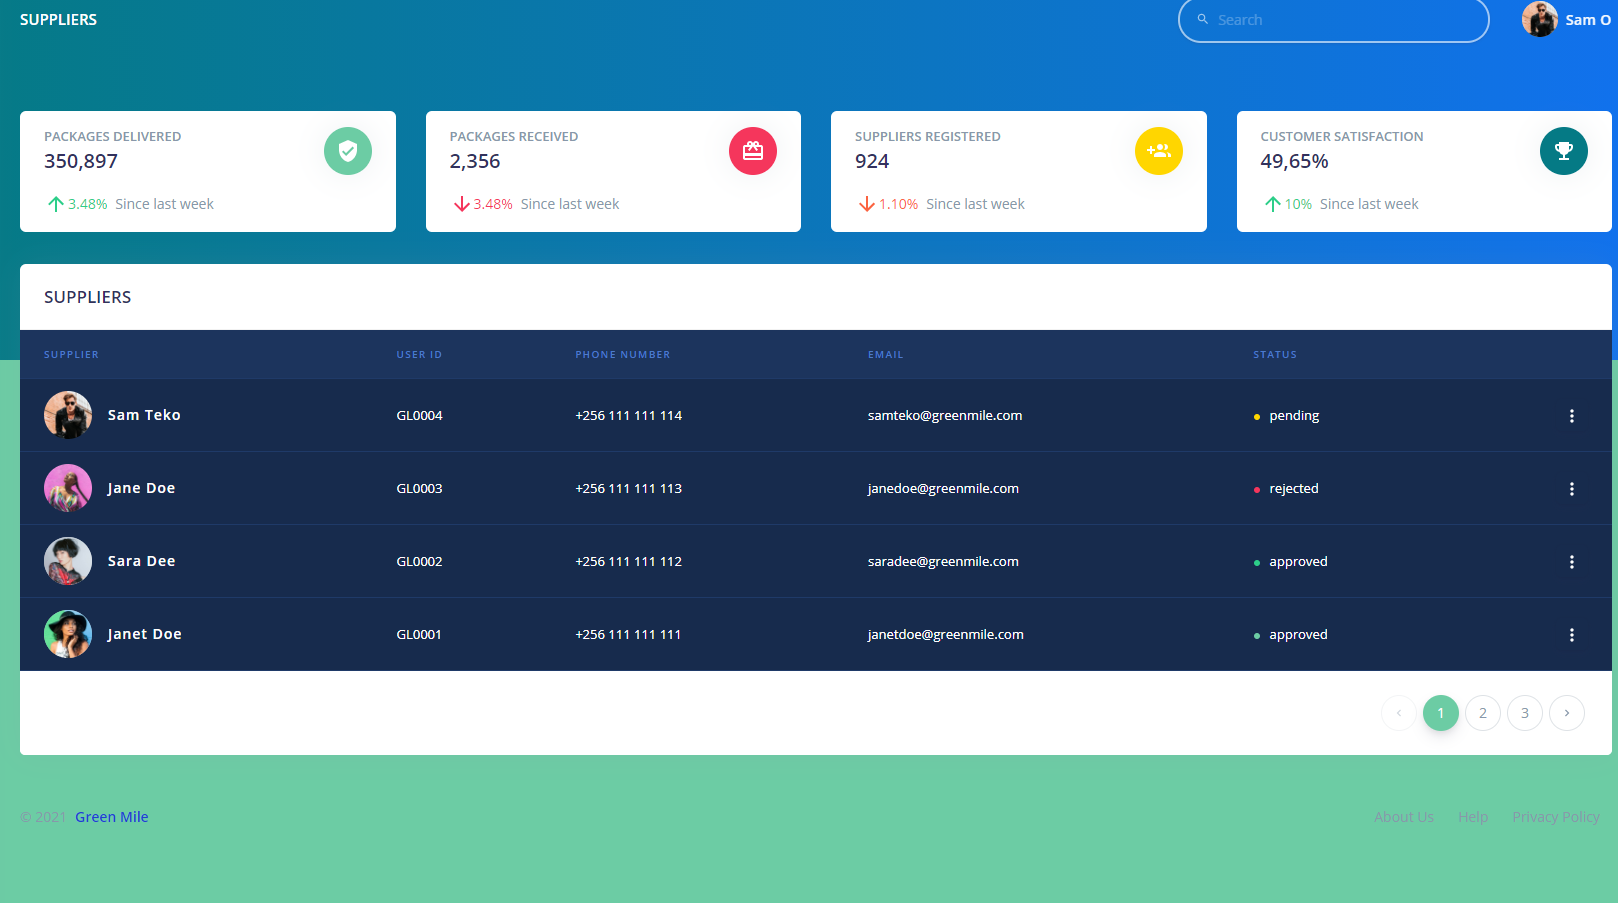 SUPPLIERS
Search
Sam O
PACKAGES DELIVERED
350,897
3.48% Since last week
PACKAGES RECEIVED
2,356
3.48% Since last week
SUPPLIERS REGISTERED
924
1.10% Since last week
CUSTOMER SATISFACTION
49,65%
10% Since last week
SUPPLIERS
SUPPLIER USER ID PHONE NUMBER EMAIL STATUS
Sam Teko GL0004 +256 111 111 114 samteko@greenmile.com pending
Jane Doe GL0003 +256 111 111 113 janedoe@greenmile.com rejected
Sara Dee GL0002 +256 111 111 112 saradee@greenmile.com approved
Janet Doe GL0001 +256 111 111 111 janetdoe@greenmile.com approved
1 2 3
© 2021 Green Mile
About Us Help Privacy Policy